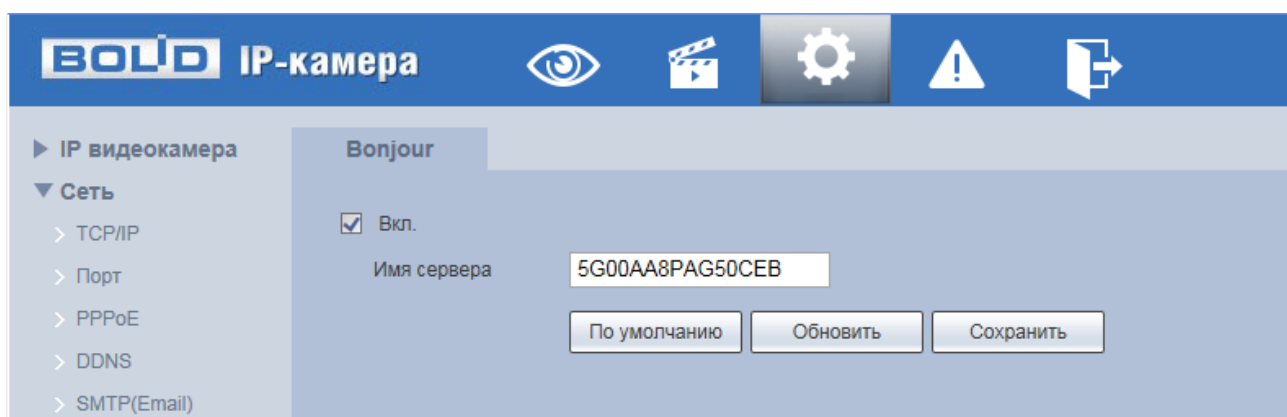 BOLID IP-камера
IP видеокамера
Сеть
TCP/IP
Порт
PPPoE
DDNS
SMTP(Email)
Bonjour
Вкл.
Имя сервера 5G00AA8PAG50CEB
По умолчанию Обновить Сохранить